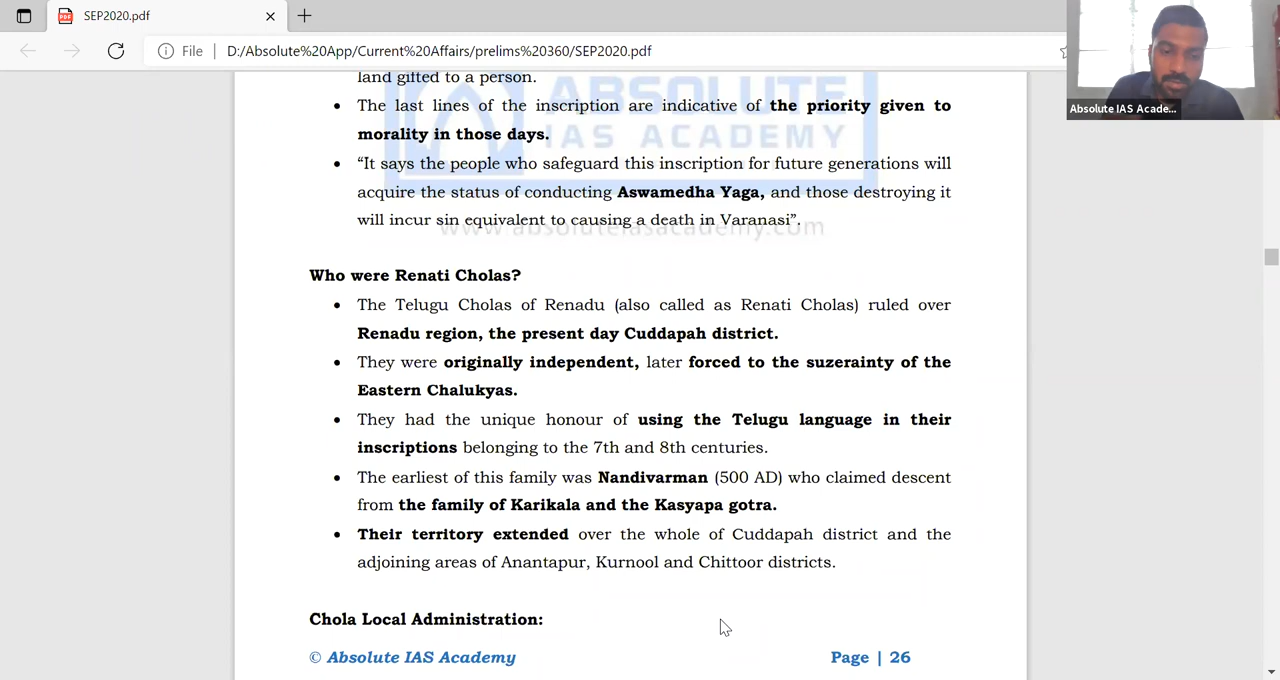 SEP2020.pdf
File D:/Absolute%20App/Current%20Affairs/prelims%20360/SEP2020.pdf
Absolute IAS Acade...
land gifted to a person.
ABSOLUTE
IAS ACADEMY
• The last lines of the inscription are indicative of the priority given to
morality in those days.
• “It says the people who safeguard this inscription for future generations will
acquire the status of conducting Aswamedha Yaga, and those destroying it
will incur sin equivalent to causing a death in Varanasi”.
www.absoluteiasacademy.com
Who were Renati Cholas?
• The Telugu Cholas of Renadu (also called as Renati Cholas) ruled over
Renadu region, the present day Cuddapah district.
• They were originally independent, later forced to the suzerainty of the
Eastern Chalukyas.
• They had the unique honour of using the Telugu language in their
inscriptions belonging to the 7th and 8th centuries.
• The earliest of this family was Nandivarman (500 AD) who claimed descent
from the family of Karikala and the Kasyapa gotra.
• Their territory extended over the whole of Cuddapah district and the
adjoining areas of Anantapur, Kurnool and Chittoor districts.
Chola Local Administration:
© Absolute IAS Academy Page | 26